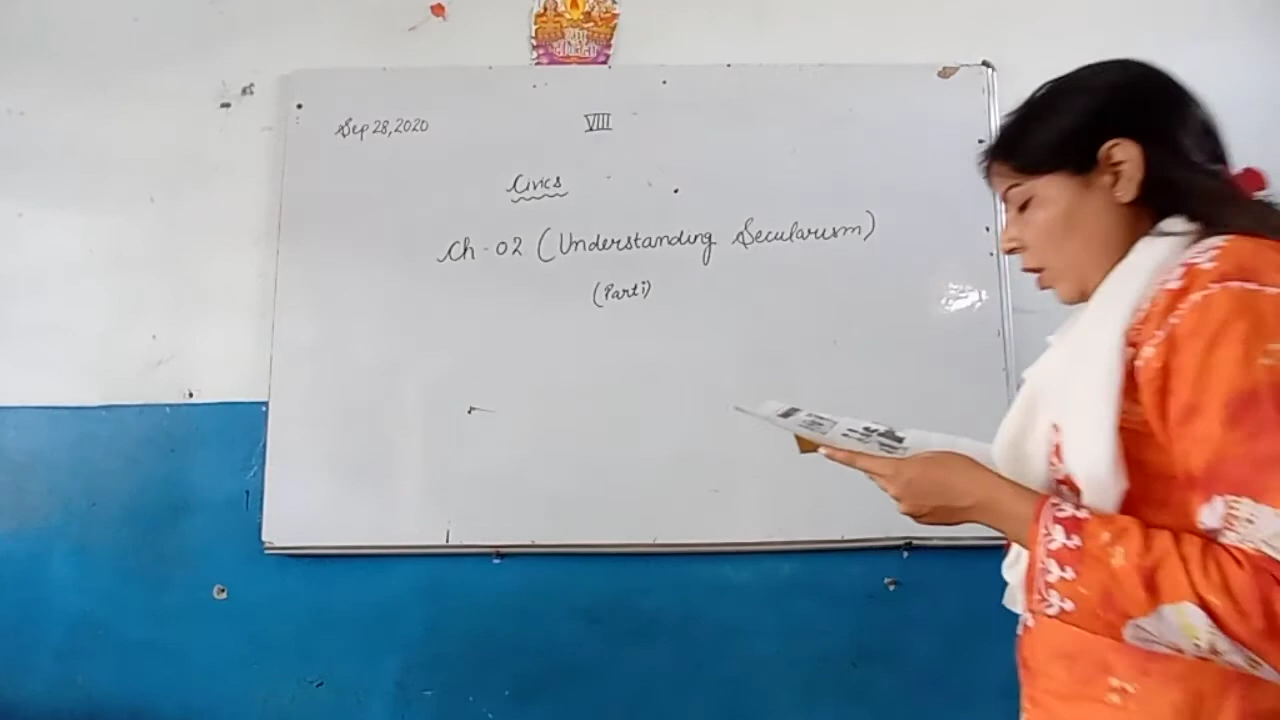 Sep 28, 2020
VIII
Civics
Ch - 02 (Understanding Secularism)
(Part i)